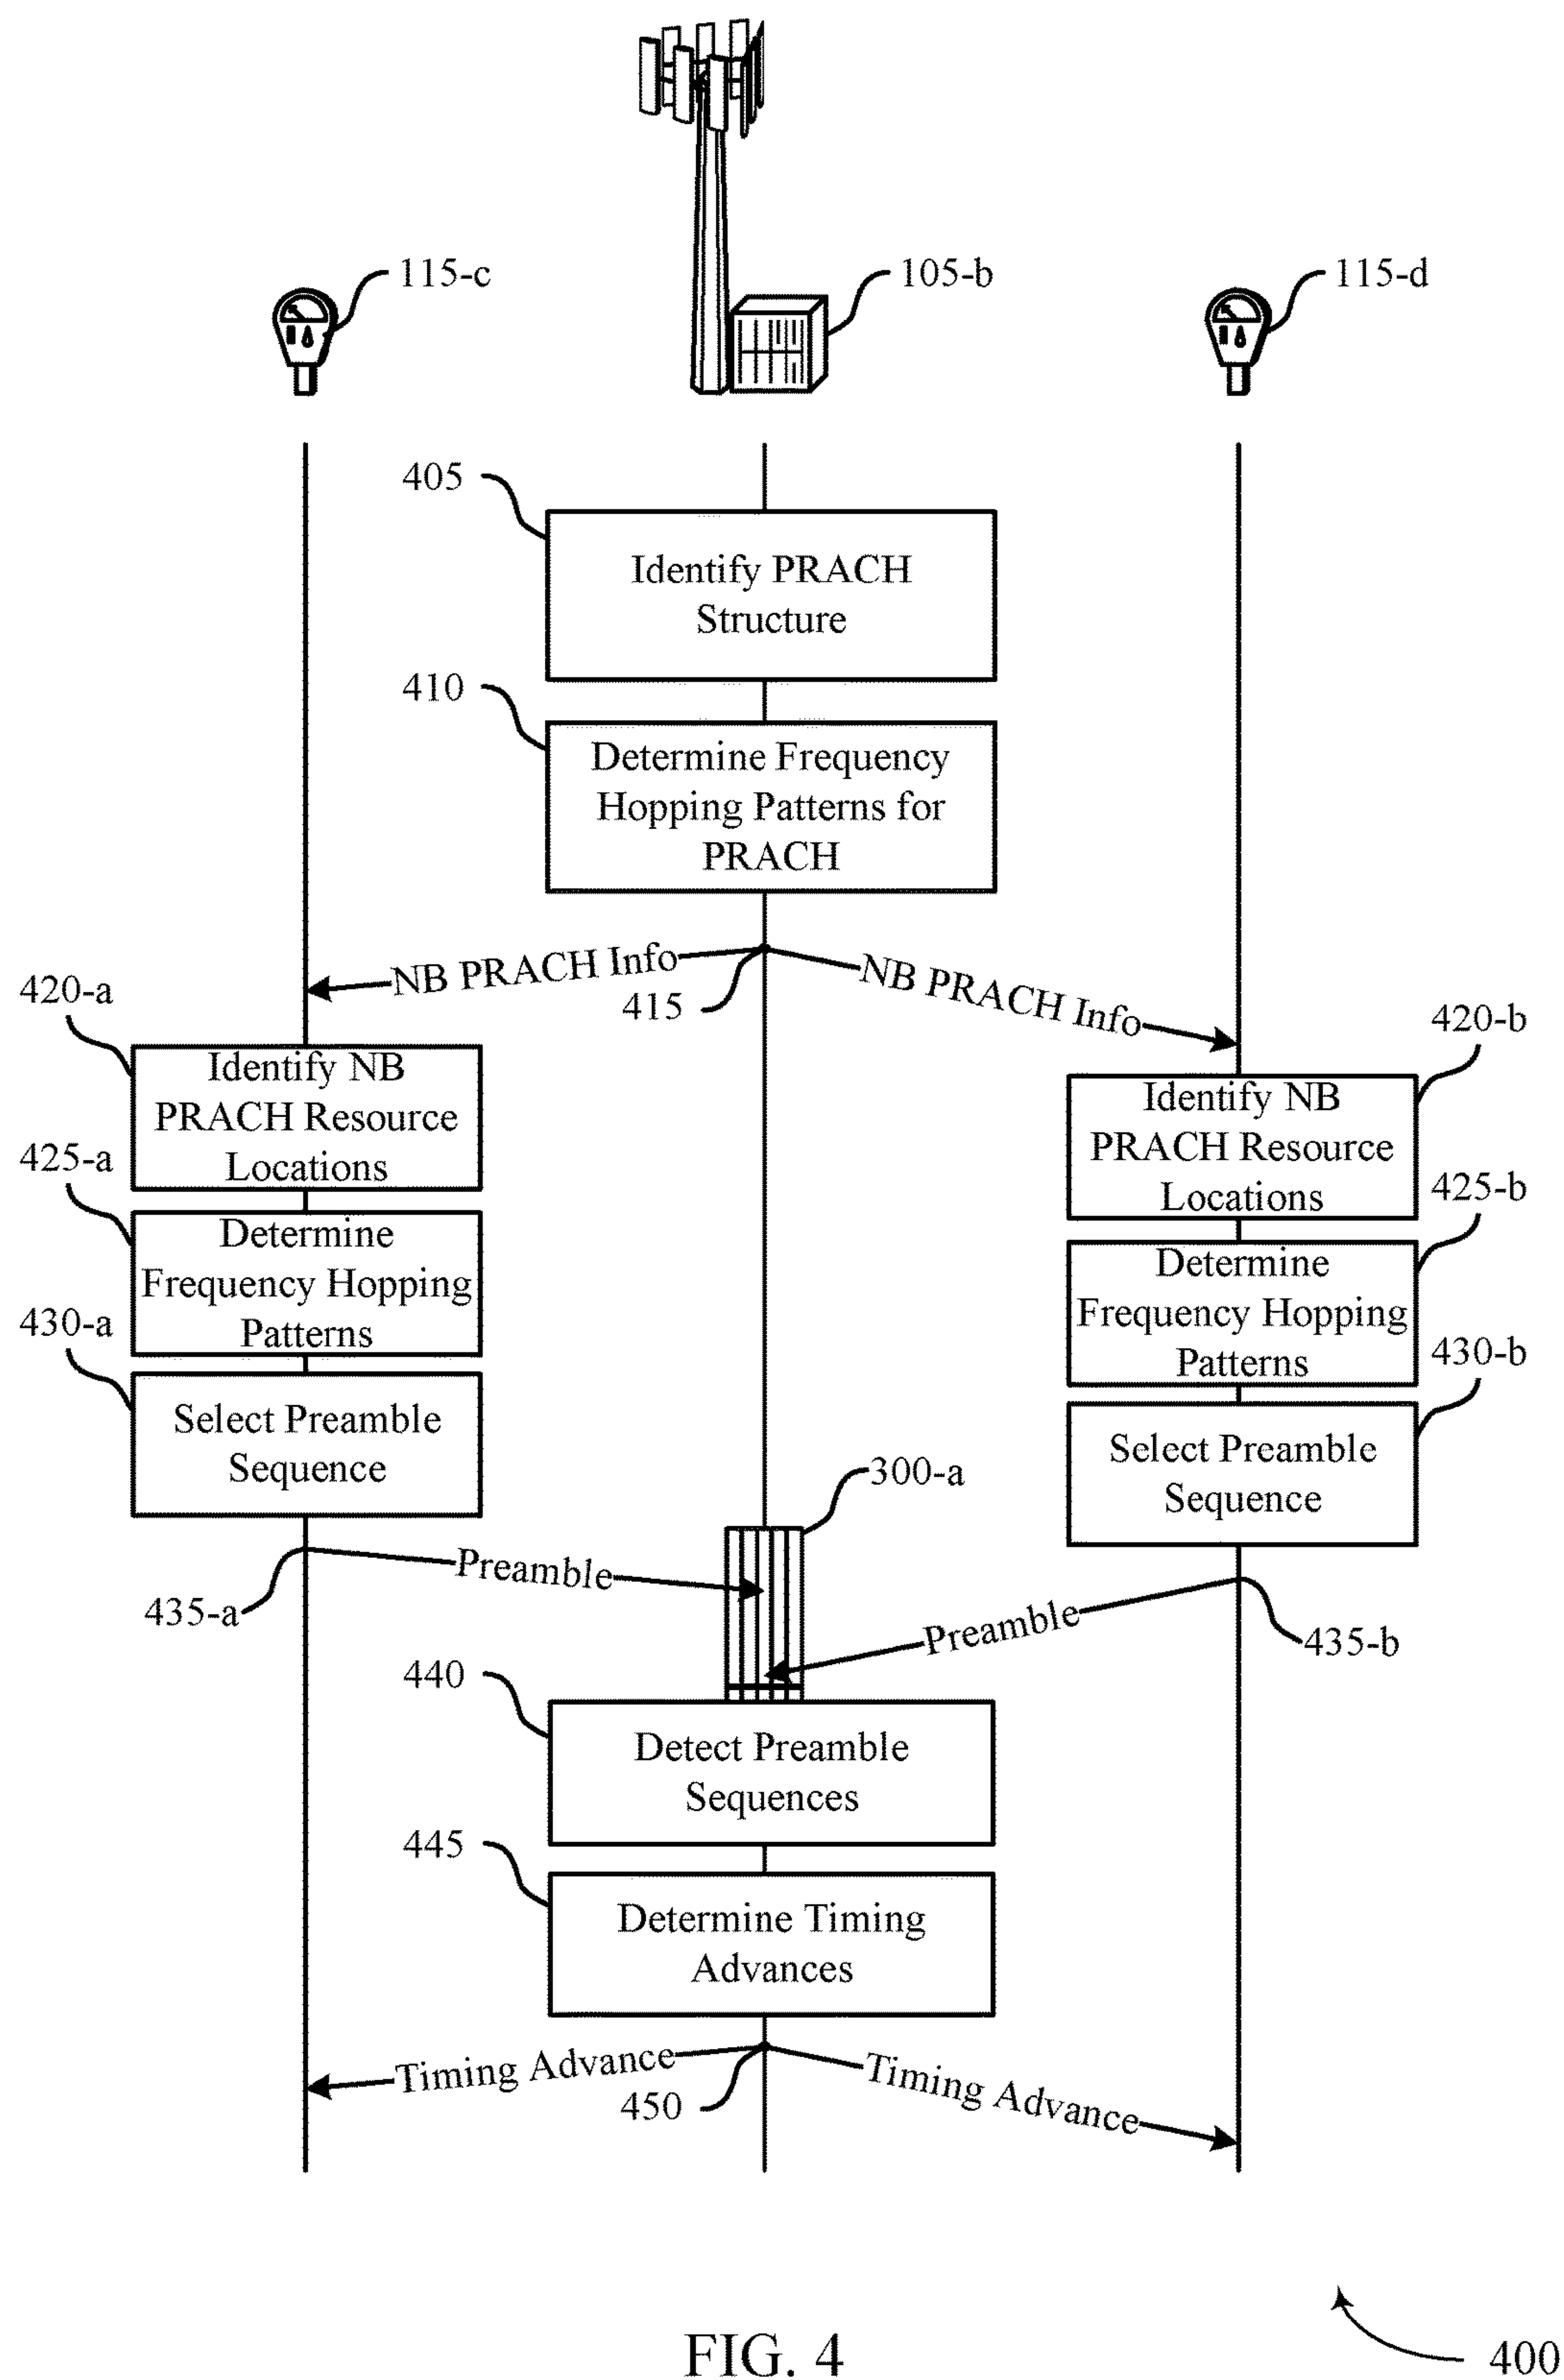 115-c
105-b
115-d
405
Identify PRACH
Structure
410
Determine Frequency
Hopping Patterns for
PRACH
NB PRACH Info
NB PRACH Info
415
420-a
Identify NB
PRACH Resource
Locations
420-b
Identify NB
PRACH Resource
Locations
425-a
Determine
Frequency Hopping
Patterns
425-b
Determine
Frequency Hopping
Patterns
430-a
Select Preamble
Sequence
430-b
Select Preamble
Sequence
300-a
Preamble
435-a
Preamble
435-b
440
Detect Preamble
Sequences
445
Determine Timing
Advances
Timing Advance
Timing Advance
450
FIG. 4
400